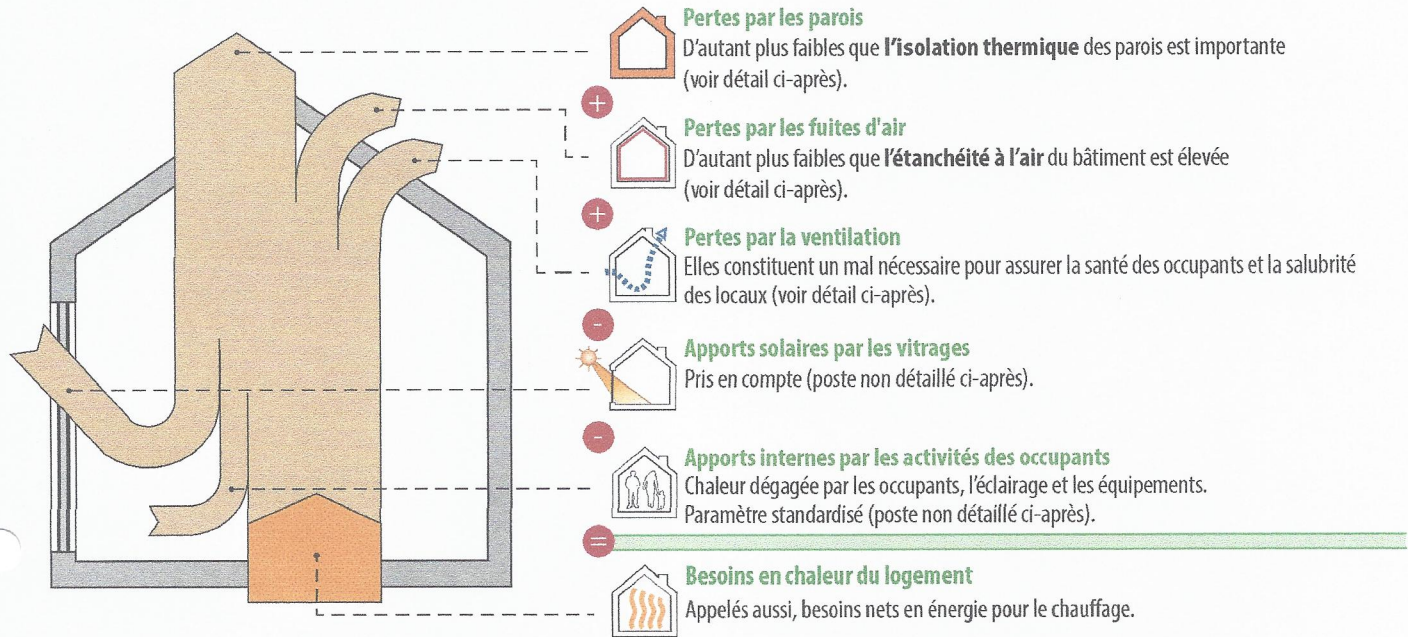 Pertes par les parois
D'autant plus faibles que l'isolation thermique des parois est importante
(voir détail ci-après).
+
Pertes par les fuites d'air
D'autant plus faibles que l'étanchéité à l'air du bâtiment est élevée
(voir détail ci-après).
+
Pertes par la ventilation
Elles constituent un mal nécessaire pour assurer la santé des occupants et la salubrité
des locaux (voir détail ci-après).
-
Apports solaires par les vitrages
Pris en compte (poste non détaillé ci-après).
-
Apports internes par les activités des occupants
Chaleur dégagée par les occupants, l'éclairage et les équipements.
Paramètre standardisé (poste non détaillé ci-après).
=
Besoins en chaleur du logement
Appelés aussi, besoins nets en énergie pour le chauffage.